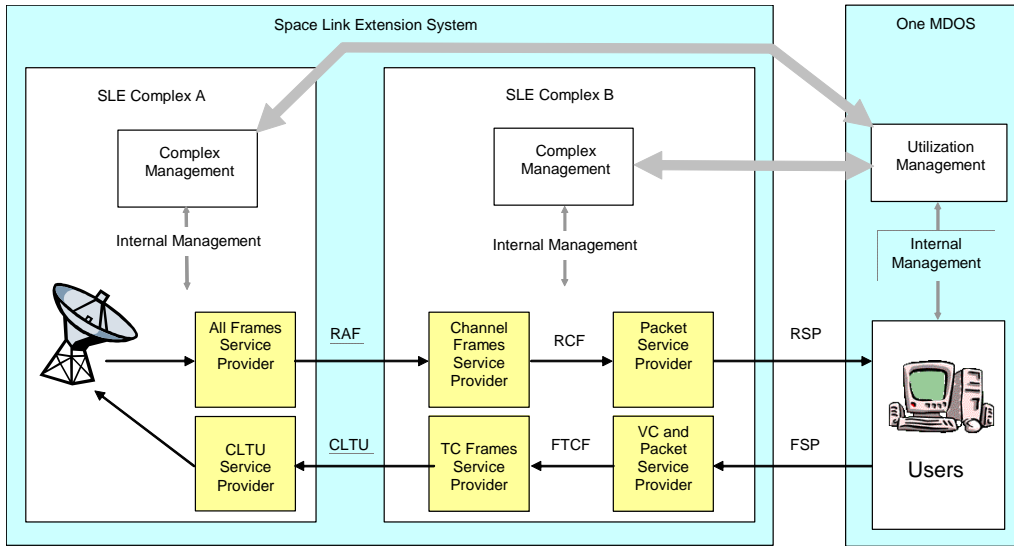 Space Link Extension System
One MDOS
SLE Complex A
SLE Complex B
Complex
Management
Complex
Management
Utilization
Management
Internal Management
Internal Management
Internal
Management
All Frames
Service
Provider
RAF
Channel
Frames
Service
Provider
RCF
Packet
Service
Provider
RSP
CLTU
Service
Provider
CLTU
TC Frames
Service
Provider
FTCF
VC and
Packet
Service
Provider
FSP
Users